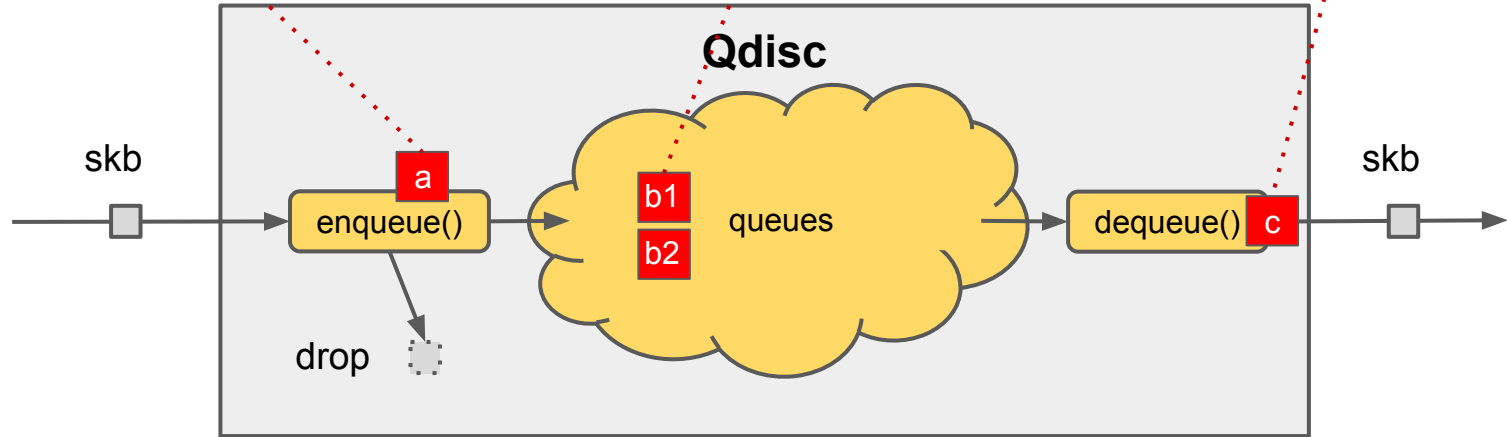 Qdisc
skb
a
enqueue()
drop
b1
b2
queues
dequeue()
c
skb